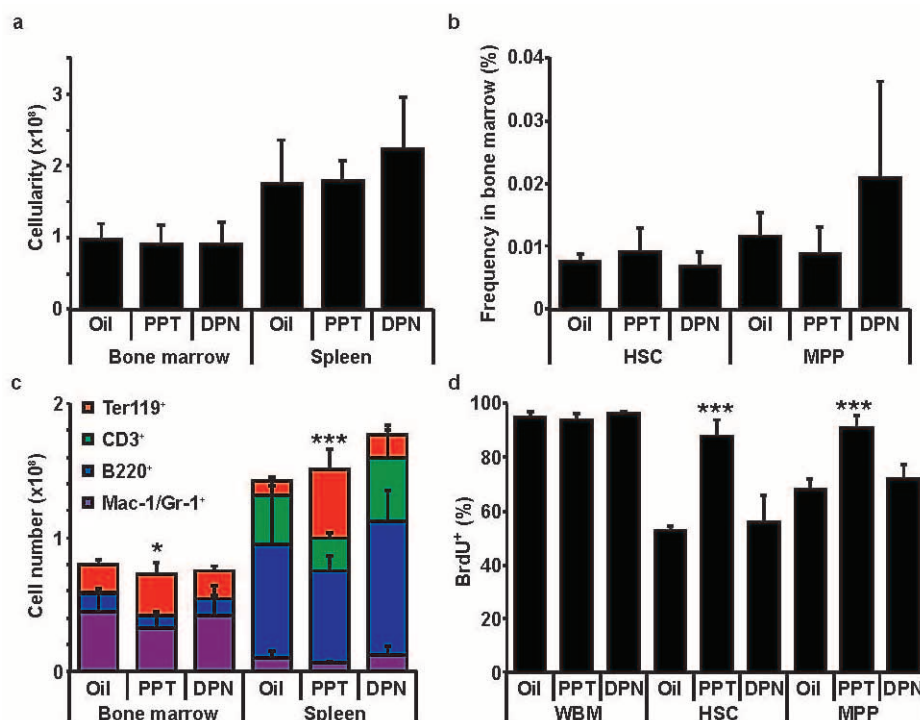 a
Cellularity (x10⁸)
3
2
1
0
Oil PPT DPN Oil PPT DPN
Bone marrow Spleen
b
Frequency in bone marrow (%)
0.04
0.03
0.02
0.01
0
Oil PPT DPN Oil PPT DPN
HSC MPP
c
Cell number (x10⁸)
2
1
0
Ter119⁺
CD3⁺
B220⁺
Mac-1/Gr-1⁺
*
***
Oil PPT DPN Oil PPT DPN
Bone marrow Spleen
d
BrdU⁺ (%)
100
80
60
40
20
0
***
***
Oil PPT DPN Oil PPT DPN Oil PPT DPN
WBM HSC MPP